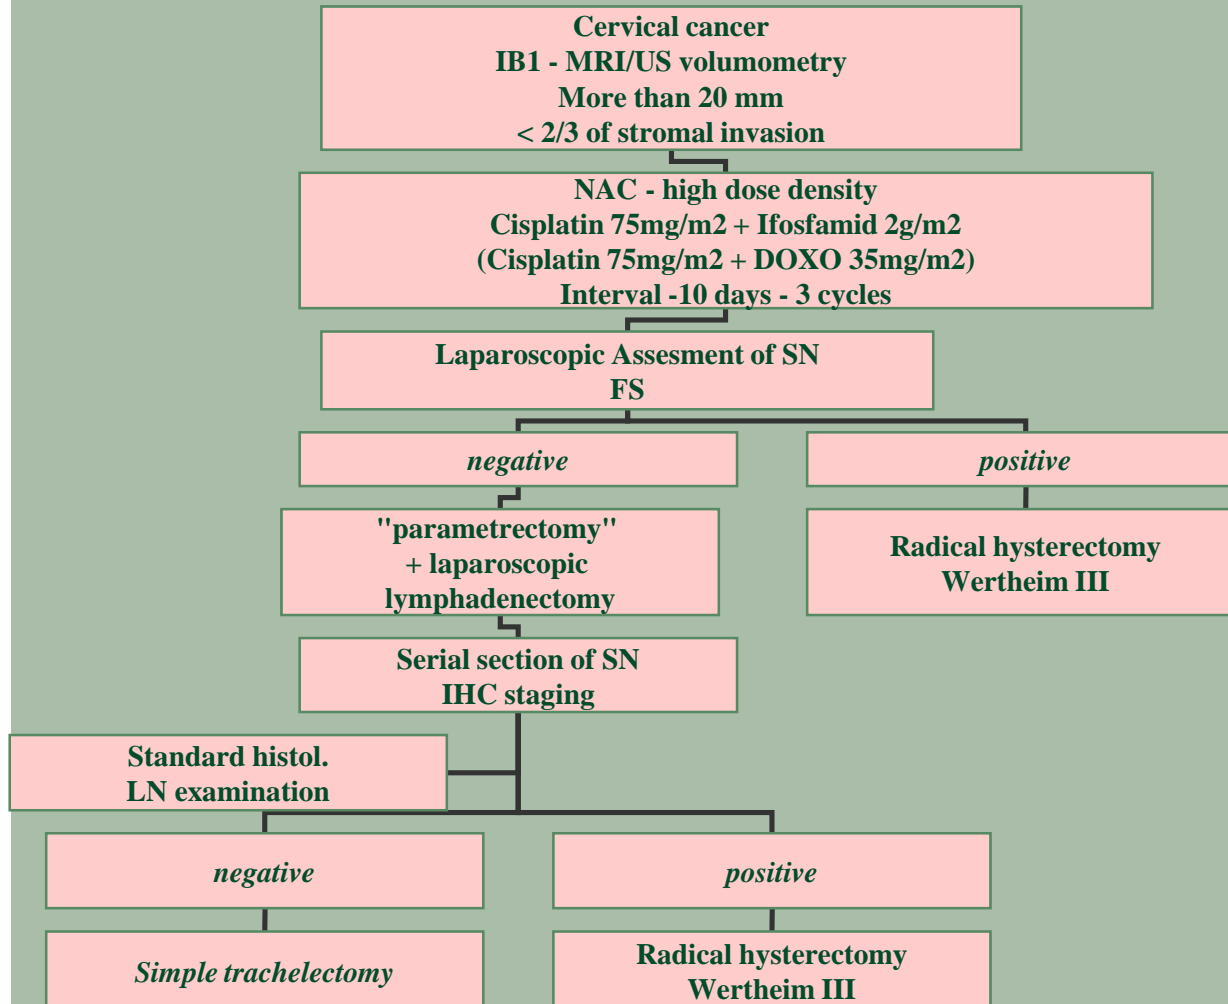 Cervical cancer
IB1 - MRI/US volumometry
More than 20 mm
< 2/3 of stromal invasion
NAC - high dose density
Cisplatin 75mg/m2 + Ifosfamid 2g/m2
(Cisplatin 75mg/m2 + DOXO 35mg/m2)
Interval -10 days - 3 cycles
Laparoscopic Assesment of SN
FS
negative
positive
"parametrectomy"
+ laparoscopic
lymphadenectomy
Radical hysterectomy
Wertheim III
Serial section of SN
IHC staging
Standard histol.
LN examination
negative
positive
Simple trachelectomy
Radical hysterectomy
Wertheim III